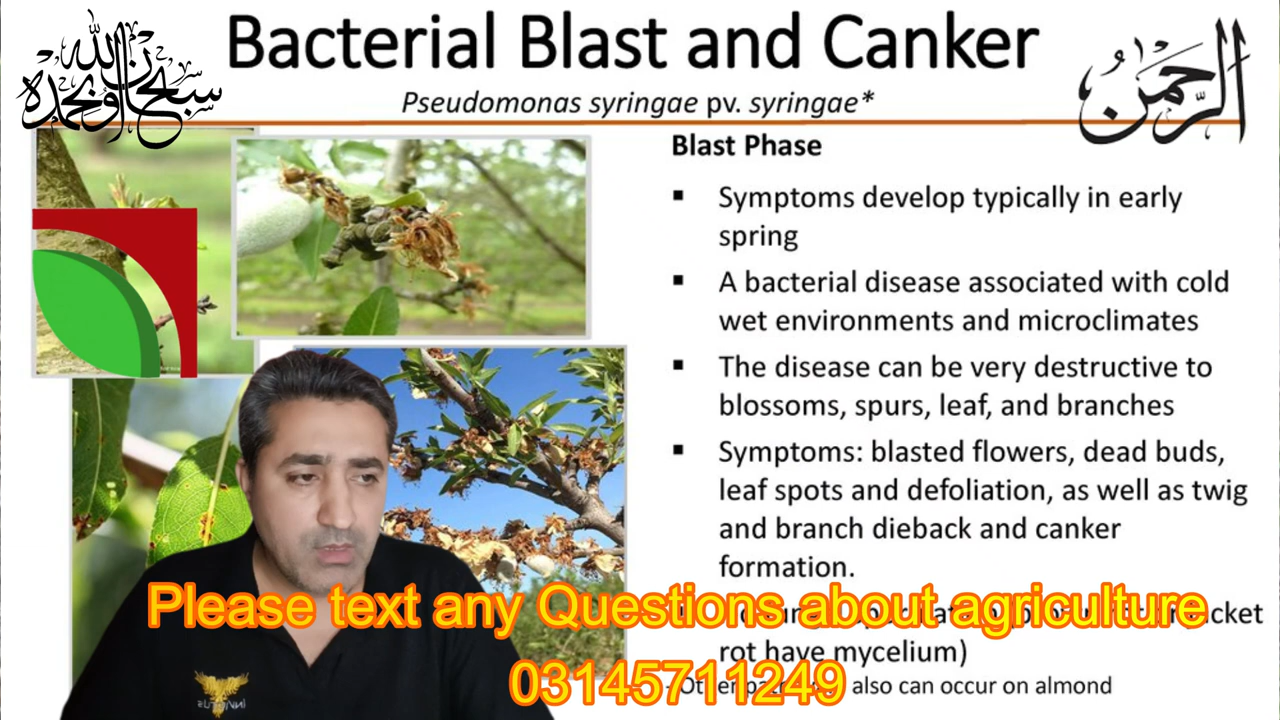 Bacterial Blast and Canker
سبحان الله وبحمده
الرحمن
Pseudomonas syringae pv. syringae*
Blast Phase
Symptoms develop typically in early
spring
A bacterial disease associated with cold
wet environments and microclimates
The disease can be very destructive to
blossoms, spurs, leaf, and branches
Symptoms: blasted flowers, dead buds,
leaf spots and defoliation, as well as twig
and branch dieback and canker
formation.
Please text any Questions about agriculture
rot have mycelium)
03145711249
also can occur on almond